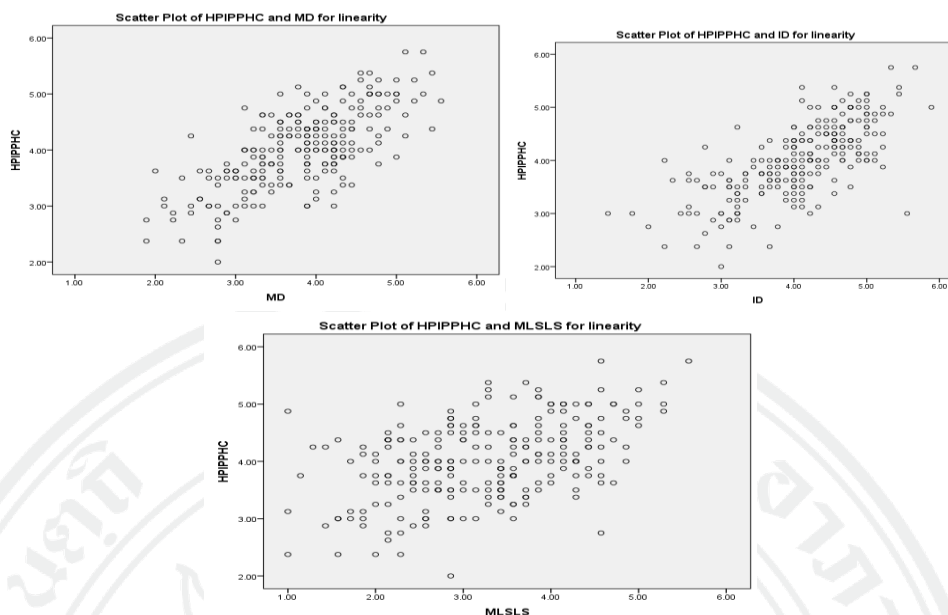 Scatter Plot of HPIPPHC and MD for linearity
6.00
5.00
4.00
3.00
2.00
HPIPPHC
1.00 2.00 3.00 4.00 5.00 6.00
MD
Scatter Plot of HPIPPHC and ID for linearity
6.00
5.00
4.00
3.00
2.00
HPIPPHC
1.00 2.00 3.00 4.00 5.00 6.00
ID
Scatter Plot of HPIPPHC and MLSLS for linearity
6.00
5.00
4.00
3.00
2.00
HPIPPHC
1.00 2.00 3.00 4.00 5.00 6.00
MLSLS